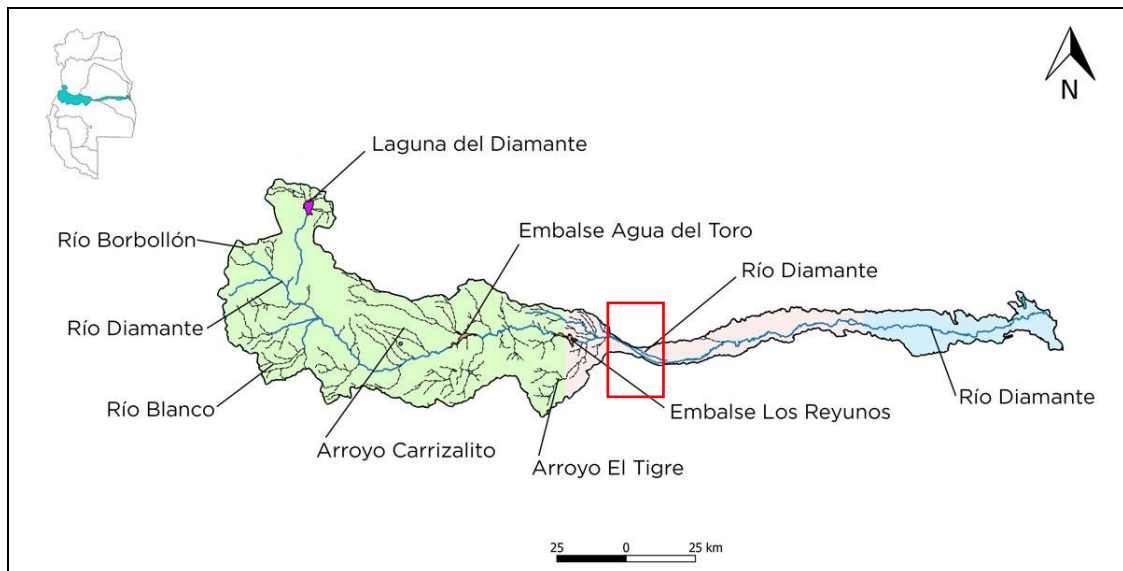 N
Laguna del Diamante
Río Borbollón
Embalse Agua del Toro
Río Diamante
Río Diamante
Río Blanco
Río Diamante
Embalse Los Reyunos
Arroyo Carrizalito
Arroyo El Tigre
25 0 25 km